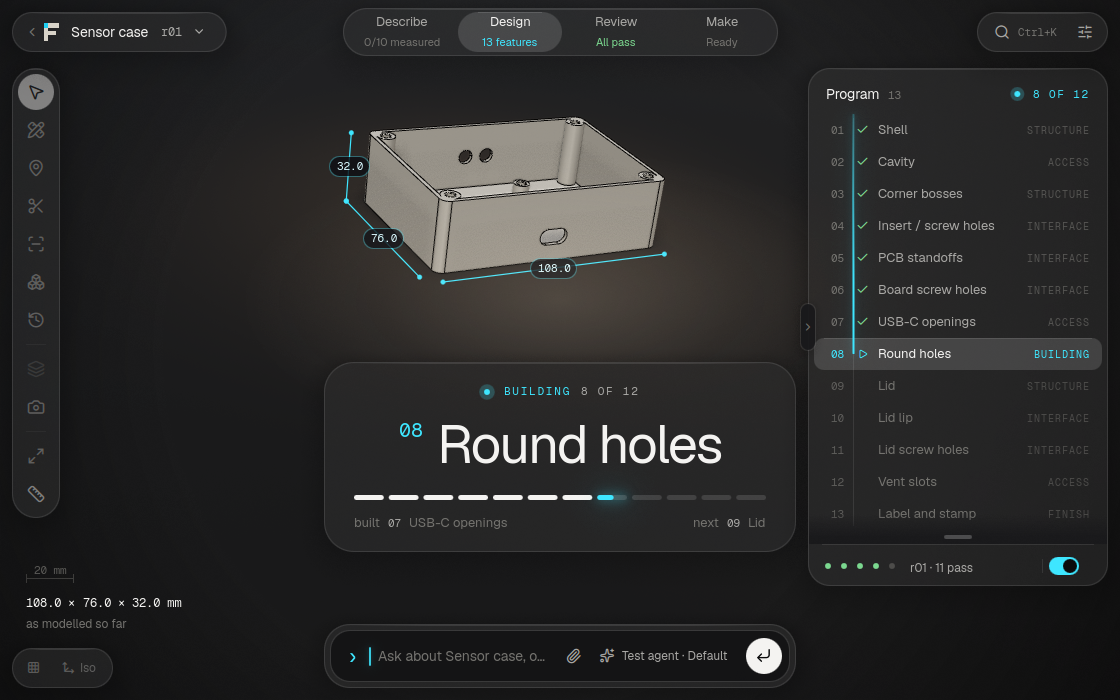 Sensor case r01
Describe
0/10 measured
Design
13 features
Review
All pass
Make
Ready
Ctrl+K
32.0
76.0
108.0
Program 13
8 OF 12
01 Shell STRUCTURE
02 Cavity ACCESS
03 Corner bosses STRUCTURE
04 Insert / screw holes INTERFACE
05 PCB standoffs INTERFACE
06 Board screw holes INTERFACE
07 USB-C openings ACCESS
08 Round holes BUILDING
09 Lid STRUCTURE
10 Lid lip INTERFACE
11 Lid screw holes INTERFACE
12 Vent slots ACCESS
13 Label and stamp FINISH
r01 · 11 pass
BUILDING 8 OF 12
08 Round holes
built 07 USB-C openings
next 09 Lid
20 mm
108.0 × 76.0 × 32.0 mm
as modelled so far
Iso
Ask about Sensor case, o…
Test agent · Default